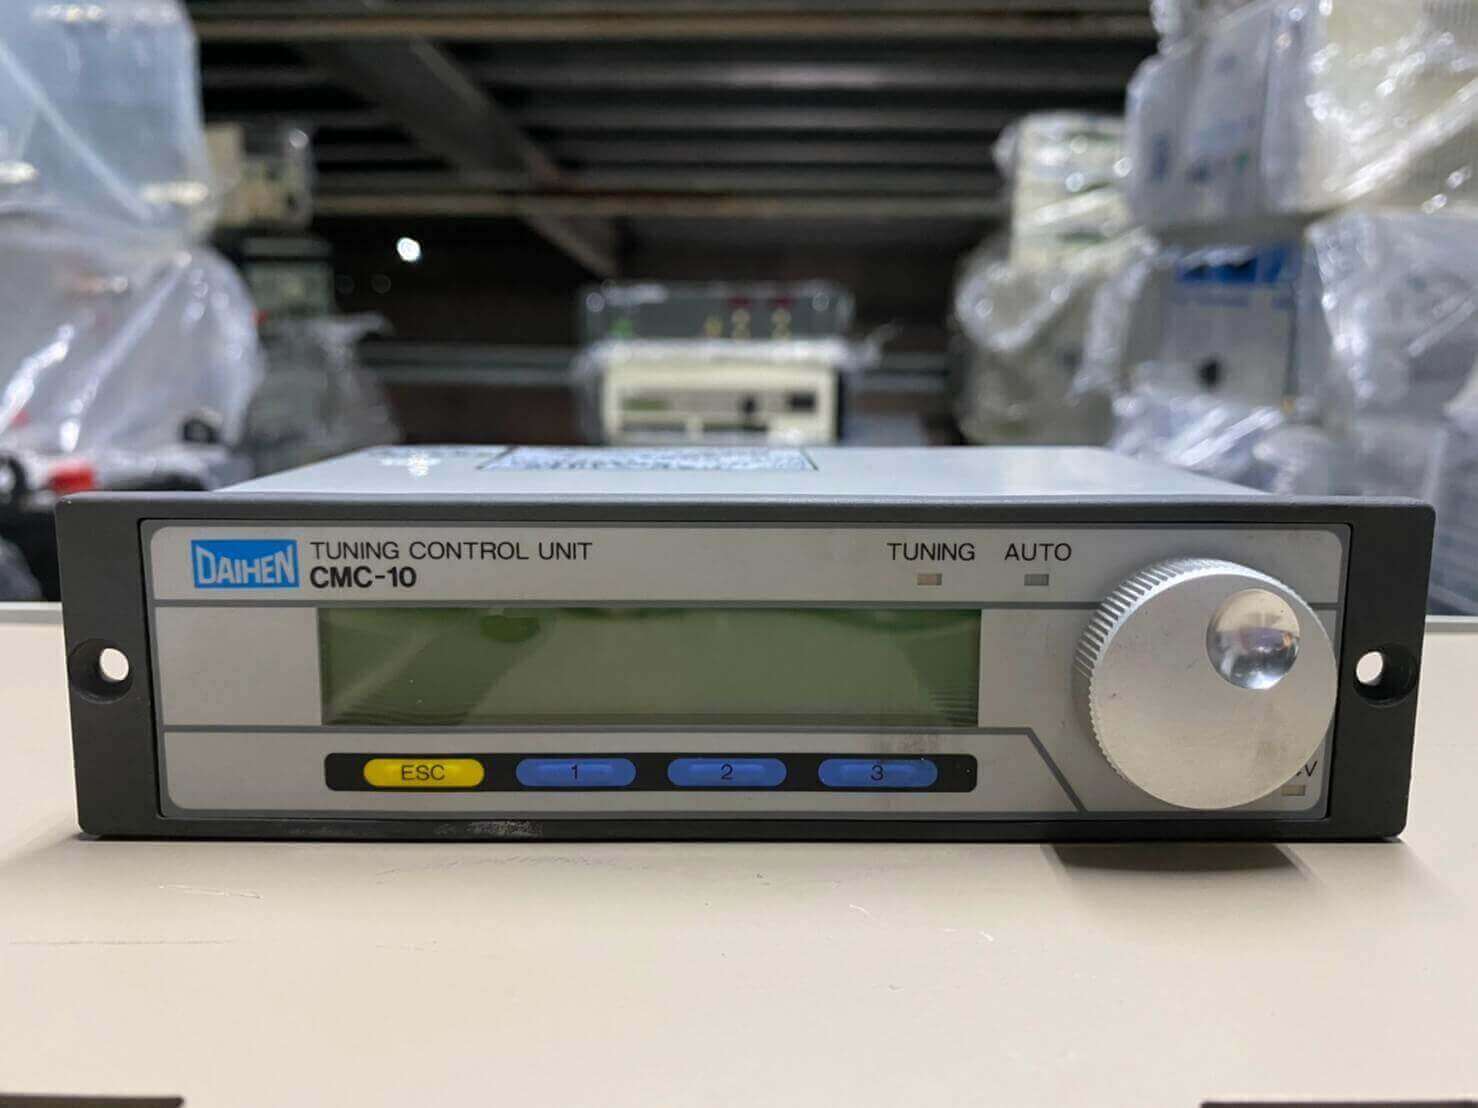 DAIHEN
TUNING CONTROL UNIT
CMC-10
TUNING AUTO
ESC 1 2 3